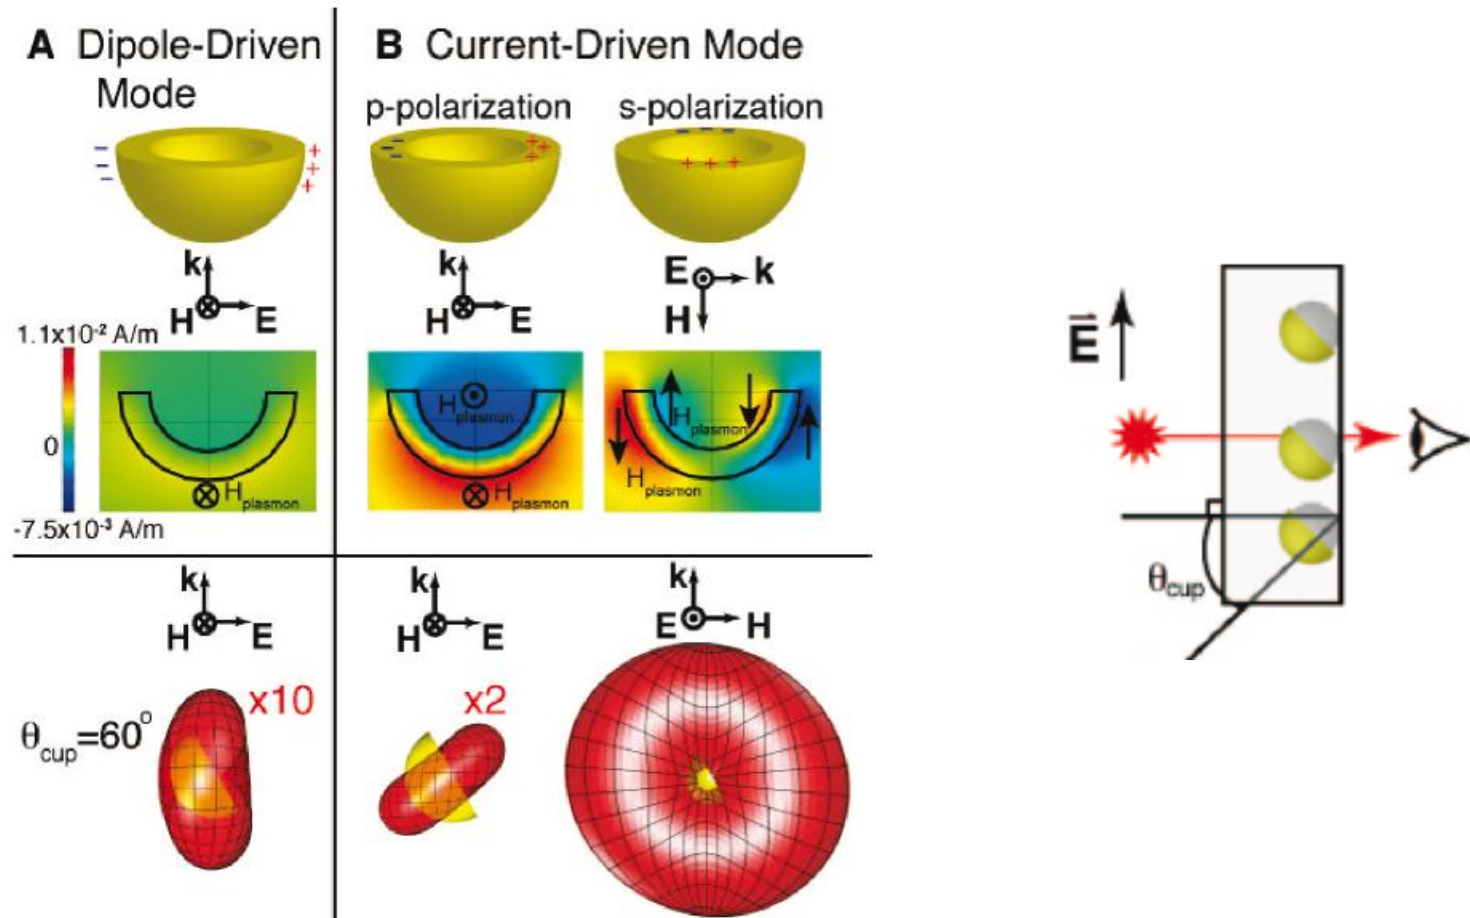 A Dipole-Driven
Mode
B Current-Driven Mode
p-polarization
s-polarization
− − −
+ + +
− − −
+ + +
− − −
+ + +
k
H E
k
H E
E k
H
1.1x10⁻² A/m
0
-7.5x10⁻³ A/m
H plasmon
H plasmon
H plasmon
H plasmon
H plasmon
k
H E
k
H E
k
E H
θcup=60°
x10
x2
E
θcup